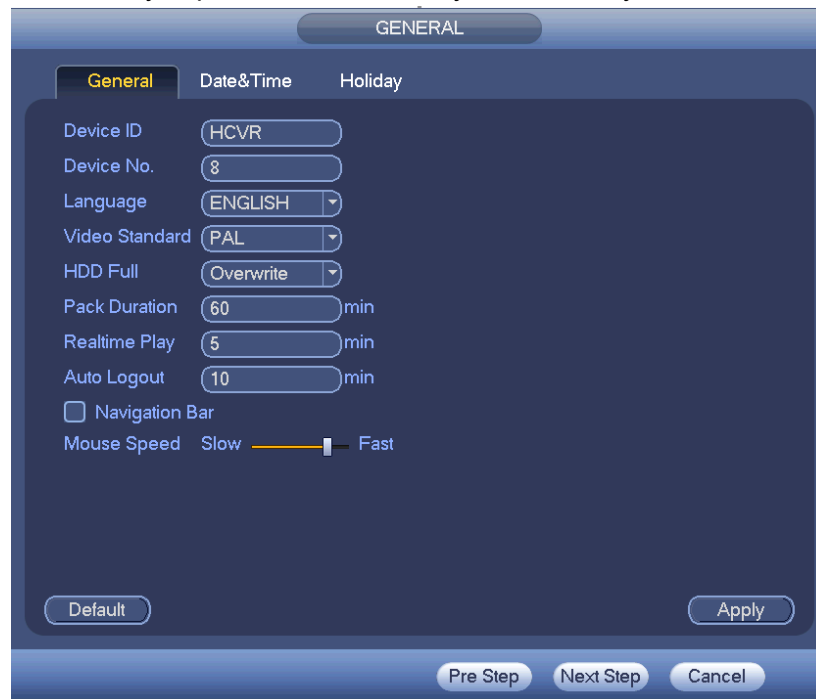 GENERAL
General Date&Time Holiday
Device ID HCVR
Device No. 8
Language ENGLISH
Video Standard PAL
HDD Full Overwrite
Pack Duration 60 min
Realtime Play 5 min
Auto Logout 10 min
Navigation Bar
Mouse Speed Slow Fast
Default Apply
Pre Step Next Step Cancel